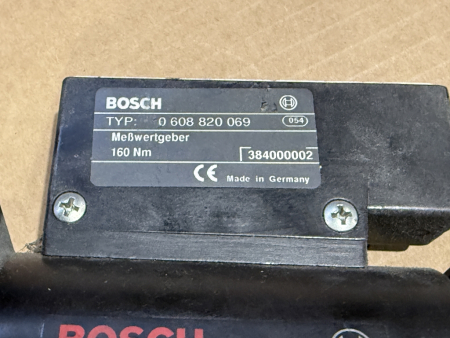 BOSCH
TYP: 0 608 820 069 054
Meßwertgeber
160 Nm 384000002
CE Made in Germany
BOSCH